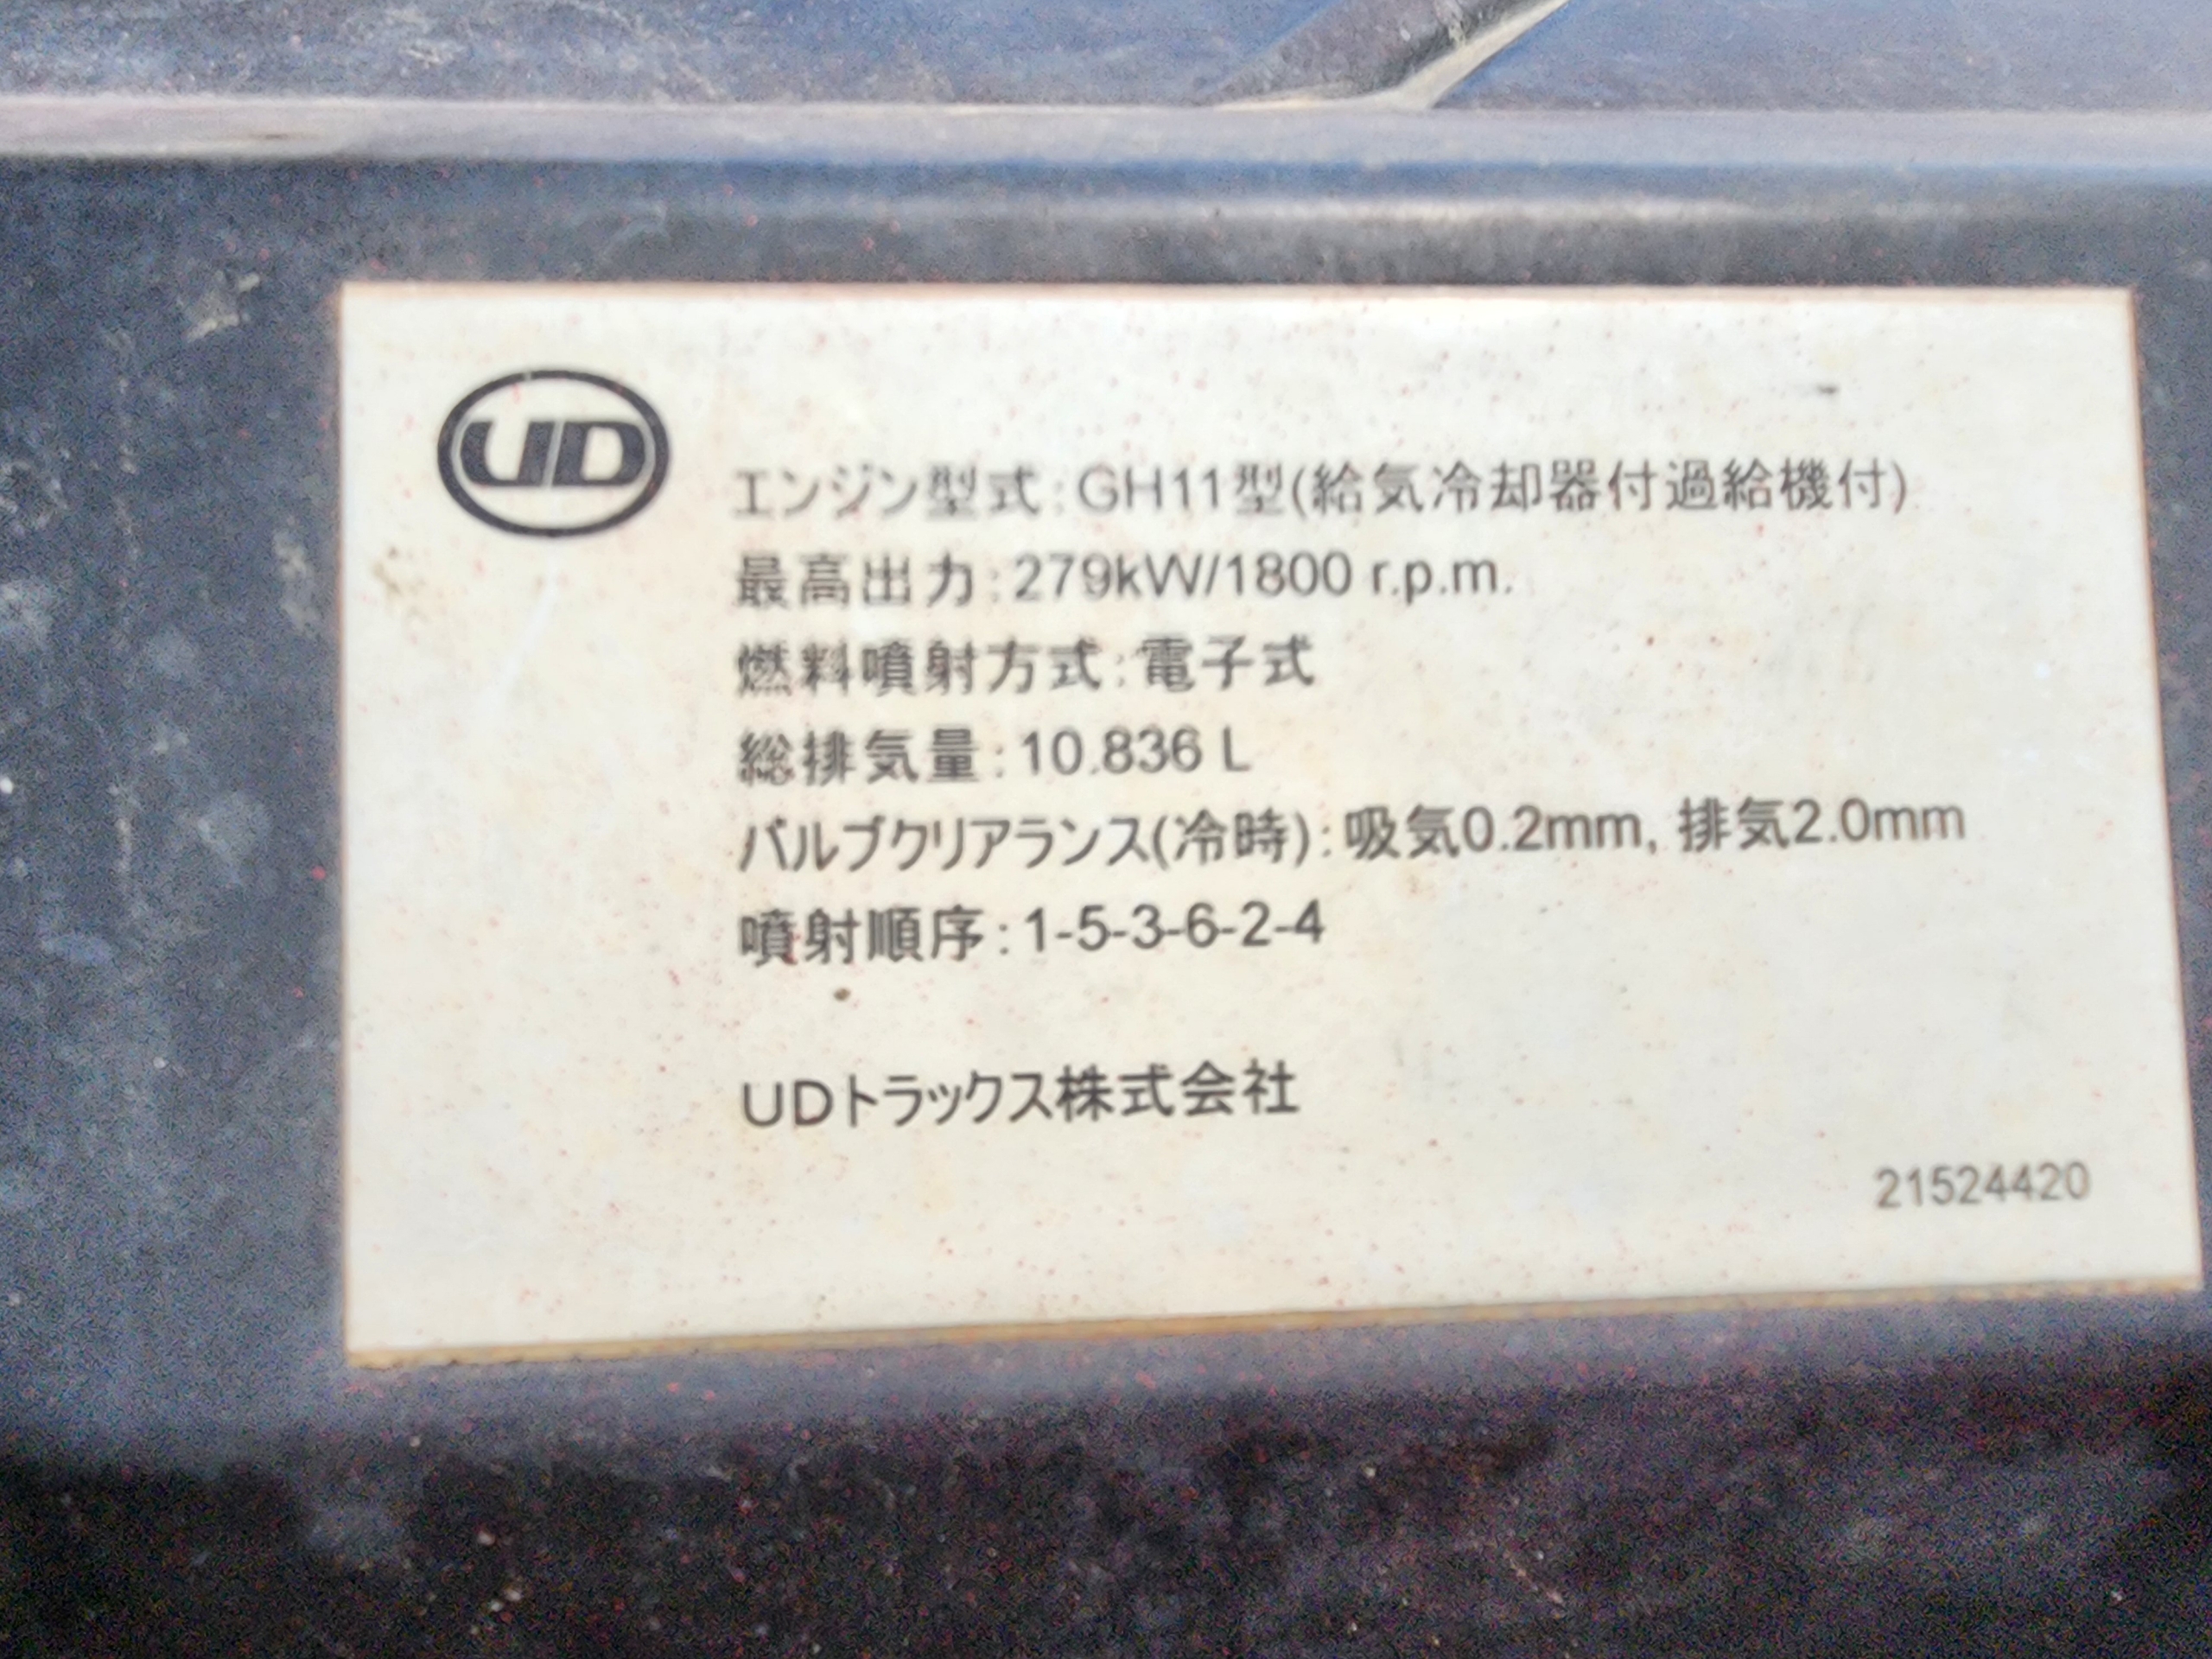 UD
エンジン型式:GH11型(給気冷却器付過給機付)
最高出力:279kW/1800 r.p.m.
燃料噴射方式:電子式
総排気量:10.836 L
バルブクリアランス(冷時):吸気0.2mm, 排気2.0mm
噴射順序:1-5-3-6-2-4
UDトラックス株式会社
21524420